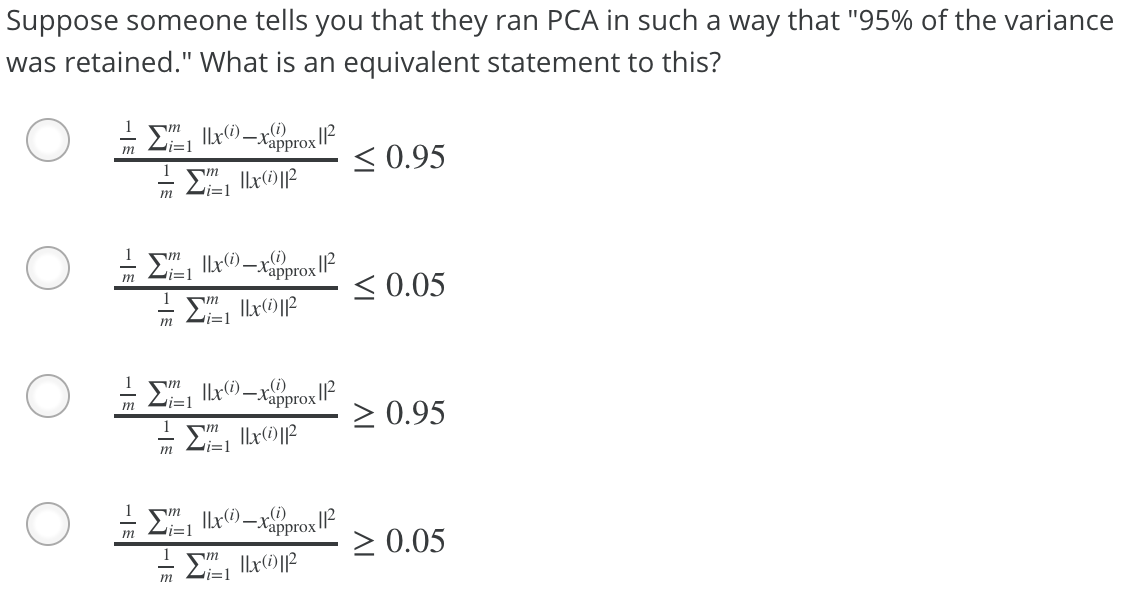 Suppose someone tells you that they ran PCA in such a way that "95% of the variance
was retained." What is an equivalent statement to this?
\frac{\frac{1}{m} \sum_{i=1}^{m} ||x^{(i)} - x_{\text{approx}}^{(i)}||^2}{\frac{1}{m} \sum_{i=1}^{m} ||x^{(i)}||^2} ≤ 0.95
\frac{\frac{1}{m} \sum_{i=1}^{m} ||x^{(i)} - x_{\text{approx}}^{(i)}||^2}{\frac{1}{m} \sum_{i=1}^{m} ||x^{(i)}||^2} ≤ 0.05
\frac{\frac{1}{m} \sum_{i=1}^{m} ||x^{(i)} - x_{\text{approx}}^{(i)}||^2}{\frac{1}{m} \sum_{i=1}^{m} ||x^{(i)}||^2} ≥ 0.95
\frac{\frac{1}{m} \sum_{i=1}^{m} ||x^{(i)} - x_{\text{approx}}^{(i)}||^2}{\frac{1}{m} \sum_{i=1}^{m} ||x^{(i)}||^2} ≥ 0.05